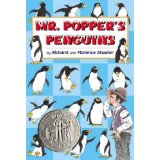 MR. POPPER'S
PENGUINS
by Richard and Florence Atwater